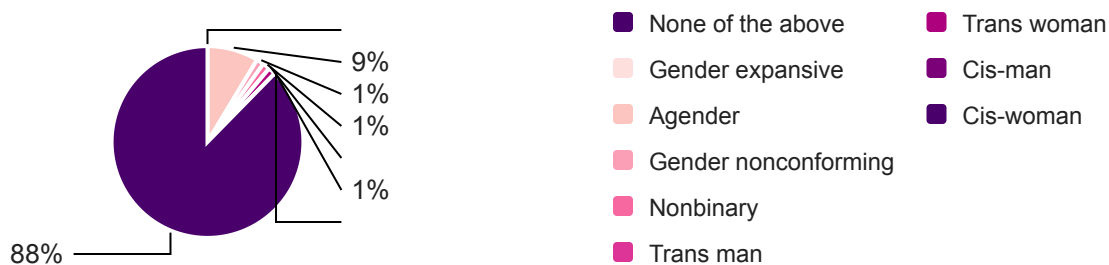 9%
1%
1%
1%
88%
None of the above
Gender expansive
Agender
Gender nonconforming
Nonbinary
Trans man
Trans woman
Cis-man
Cis-woman